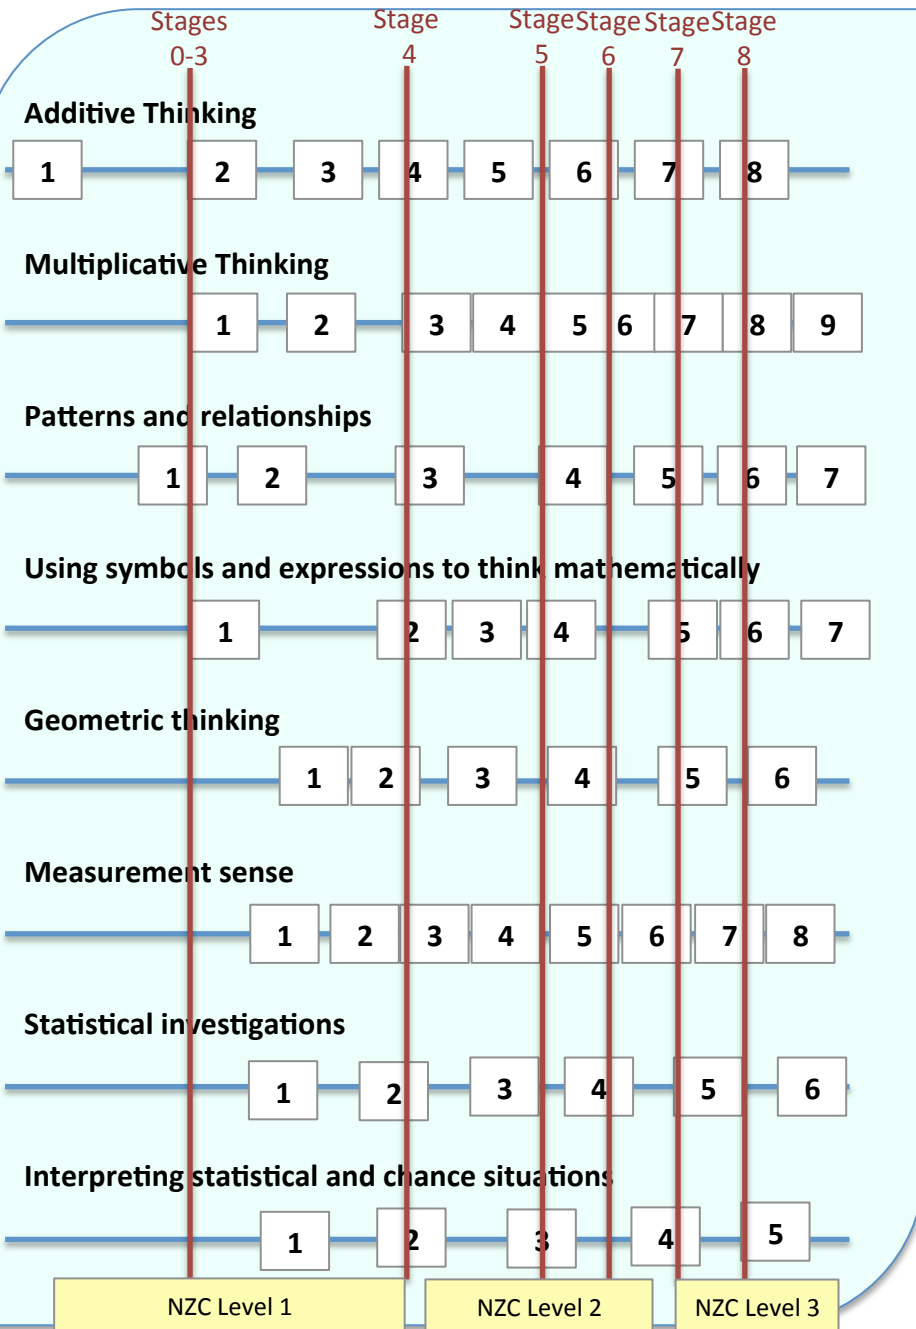 Stages Stage Stage Stage Stage Stage
0-3 4 5 6 7 8
Additive Thinking
1 2 3 4 5 6 7 8
Multiplicative Thinking
1 2 3 4 5 6 7 8 9
Patterns and relationships
1 2 3 4 5 6 7
Using symbols and expressions to think mathematically
1 2 3 4 5 6 7
Geometric thinking
1 2 3 4 5 6
Measurement sense
1 2 3 4 5 6 7 8
Statistical investigations
1 2 3 4 5 6
Interpreting statistical and chance situations
1 2 3 4 5
NZC Level 1 NZC Level 2 NZC Level 3